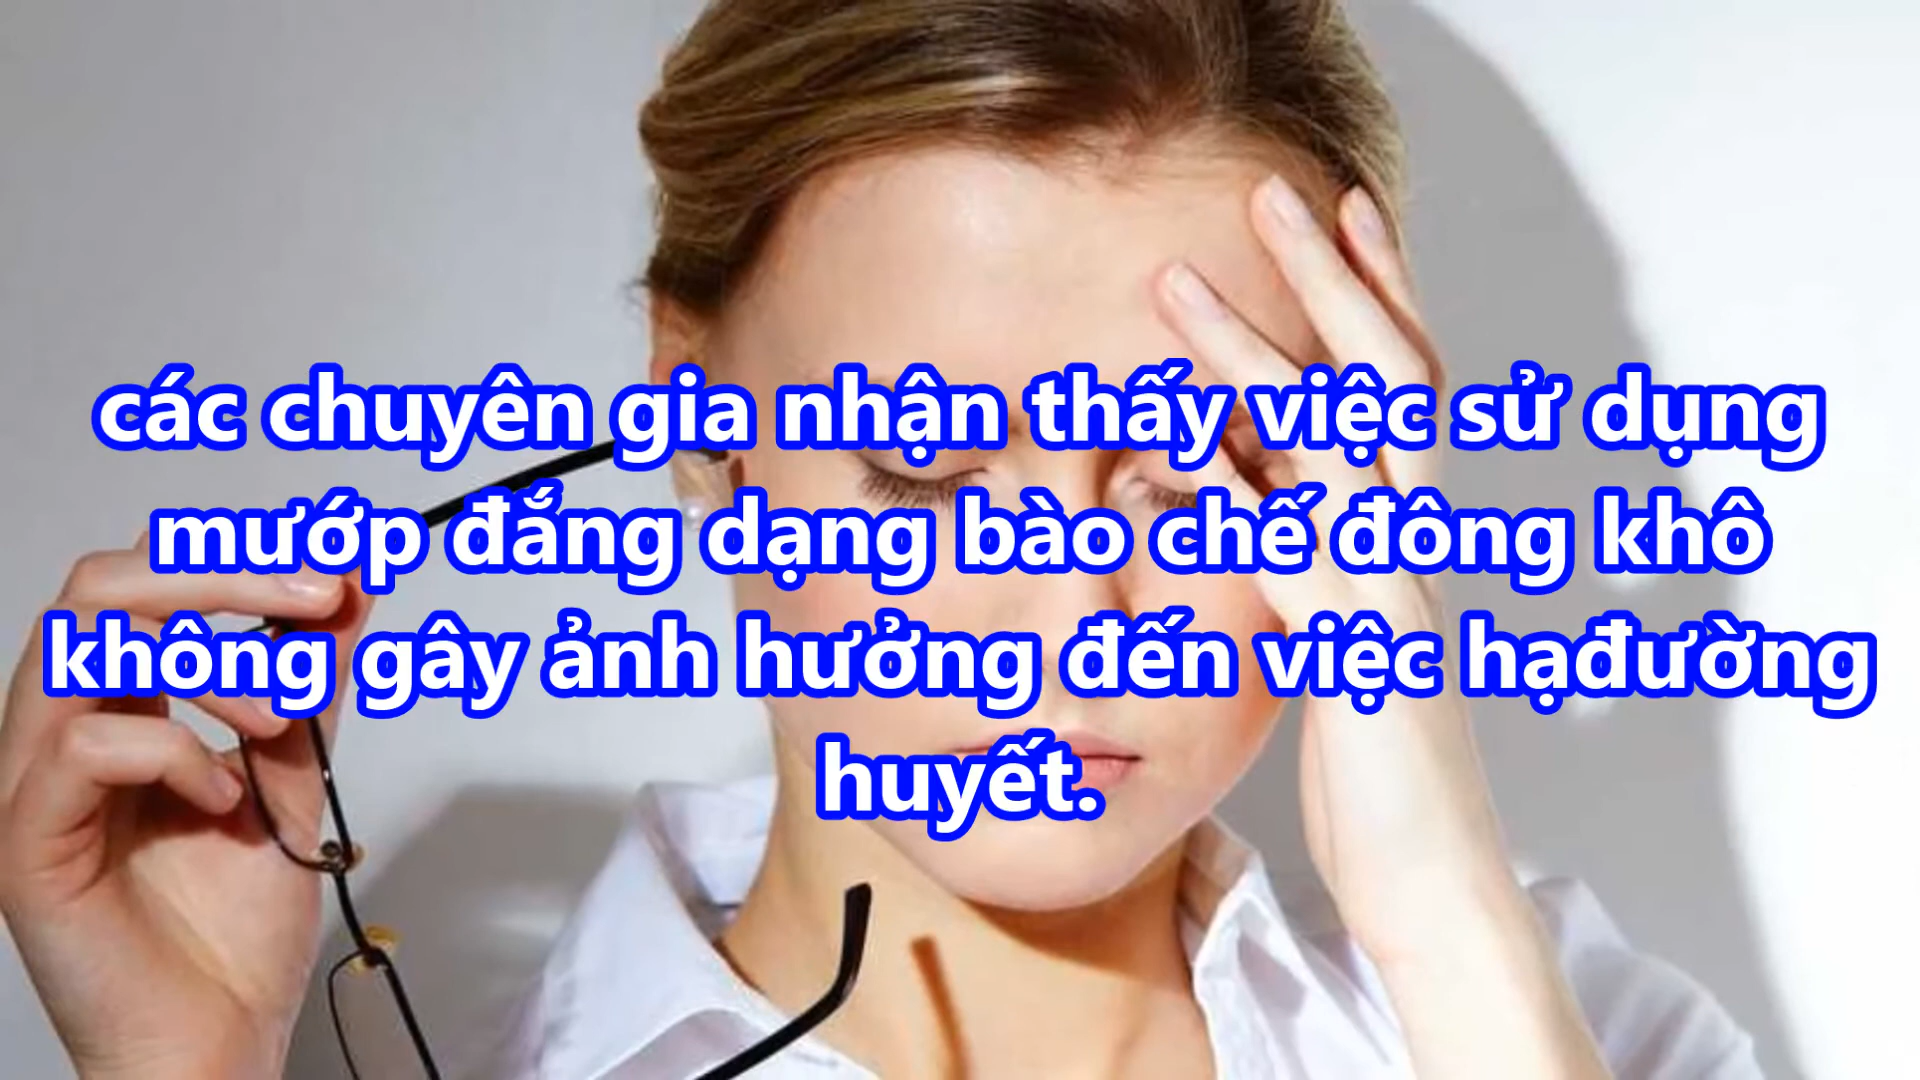 các chuyên gia nhận thấy việc sử dụng
mướp đắng dạng bào chế đông khô
không gây ảnh hưởng đến việc hạđường
huyết.